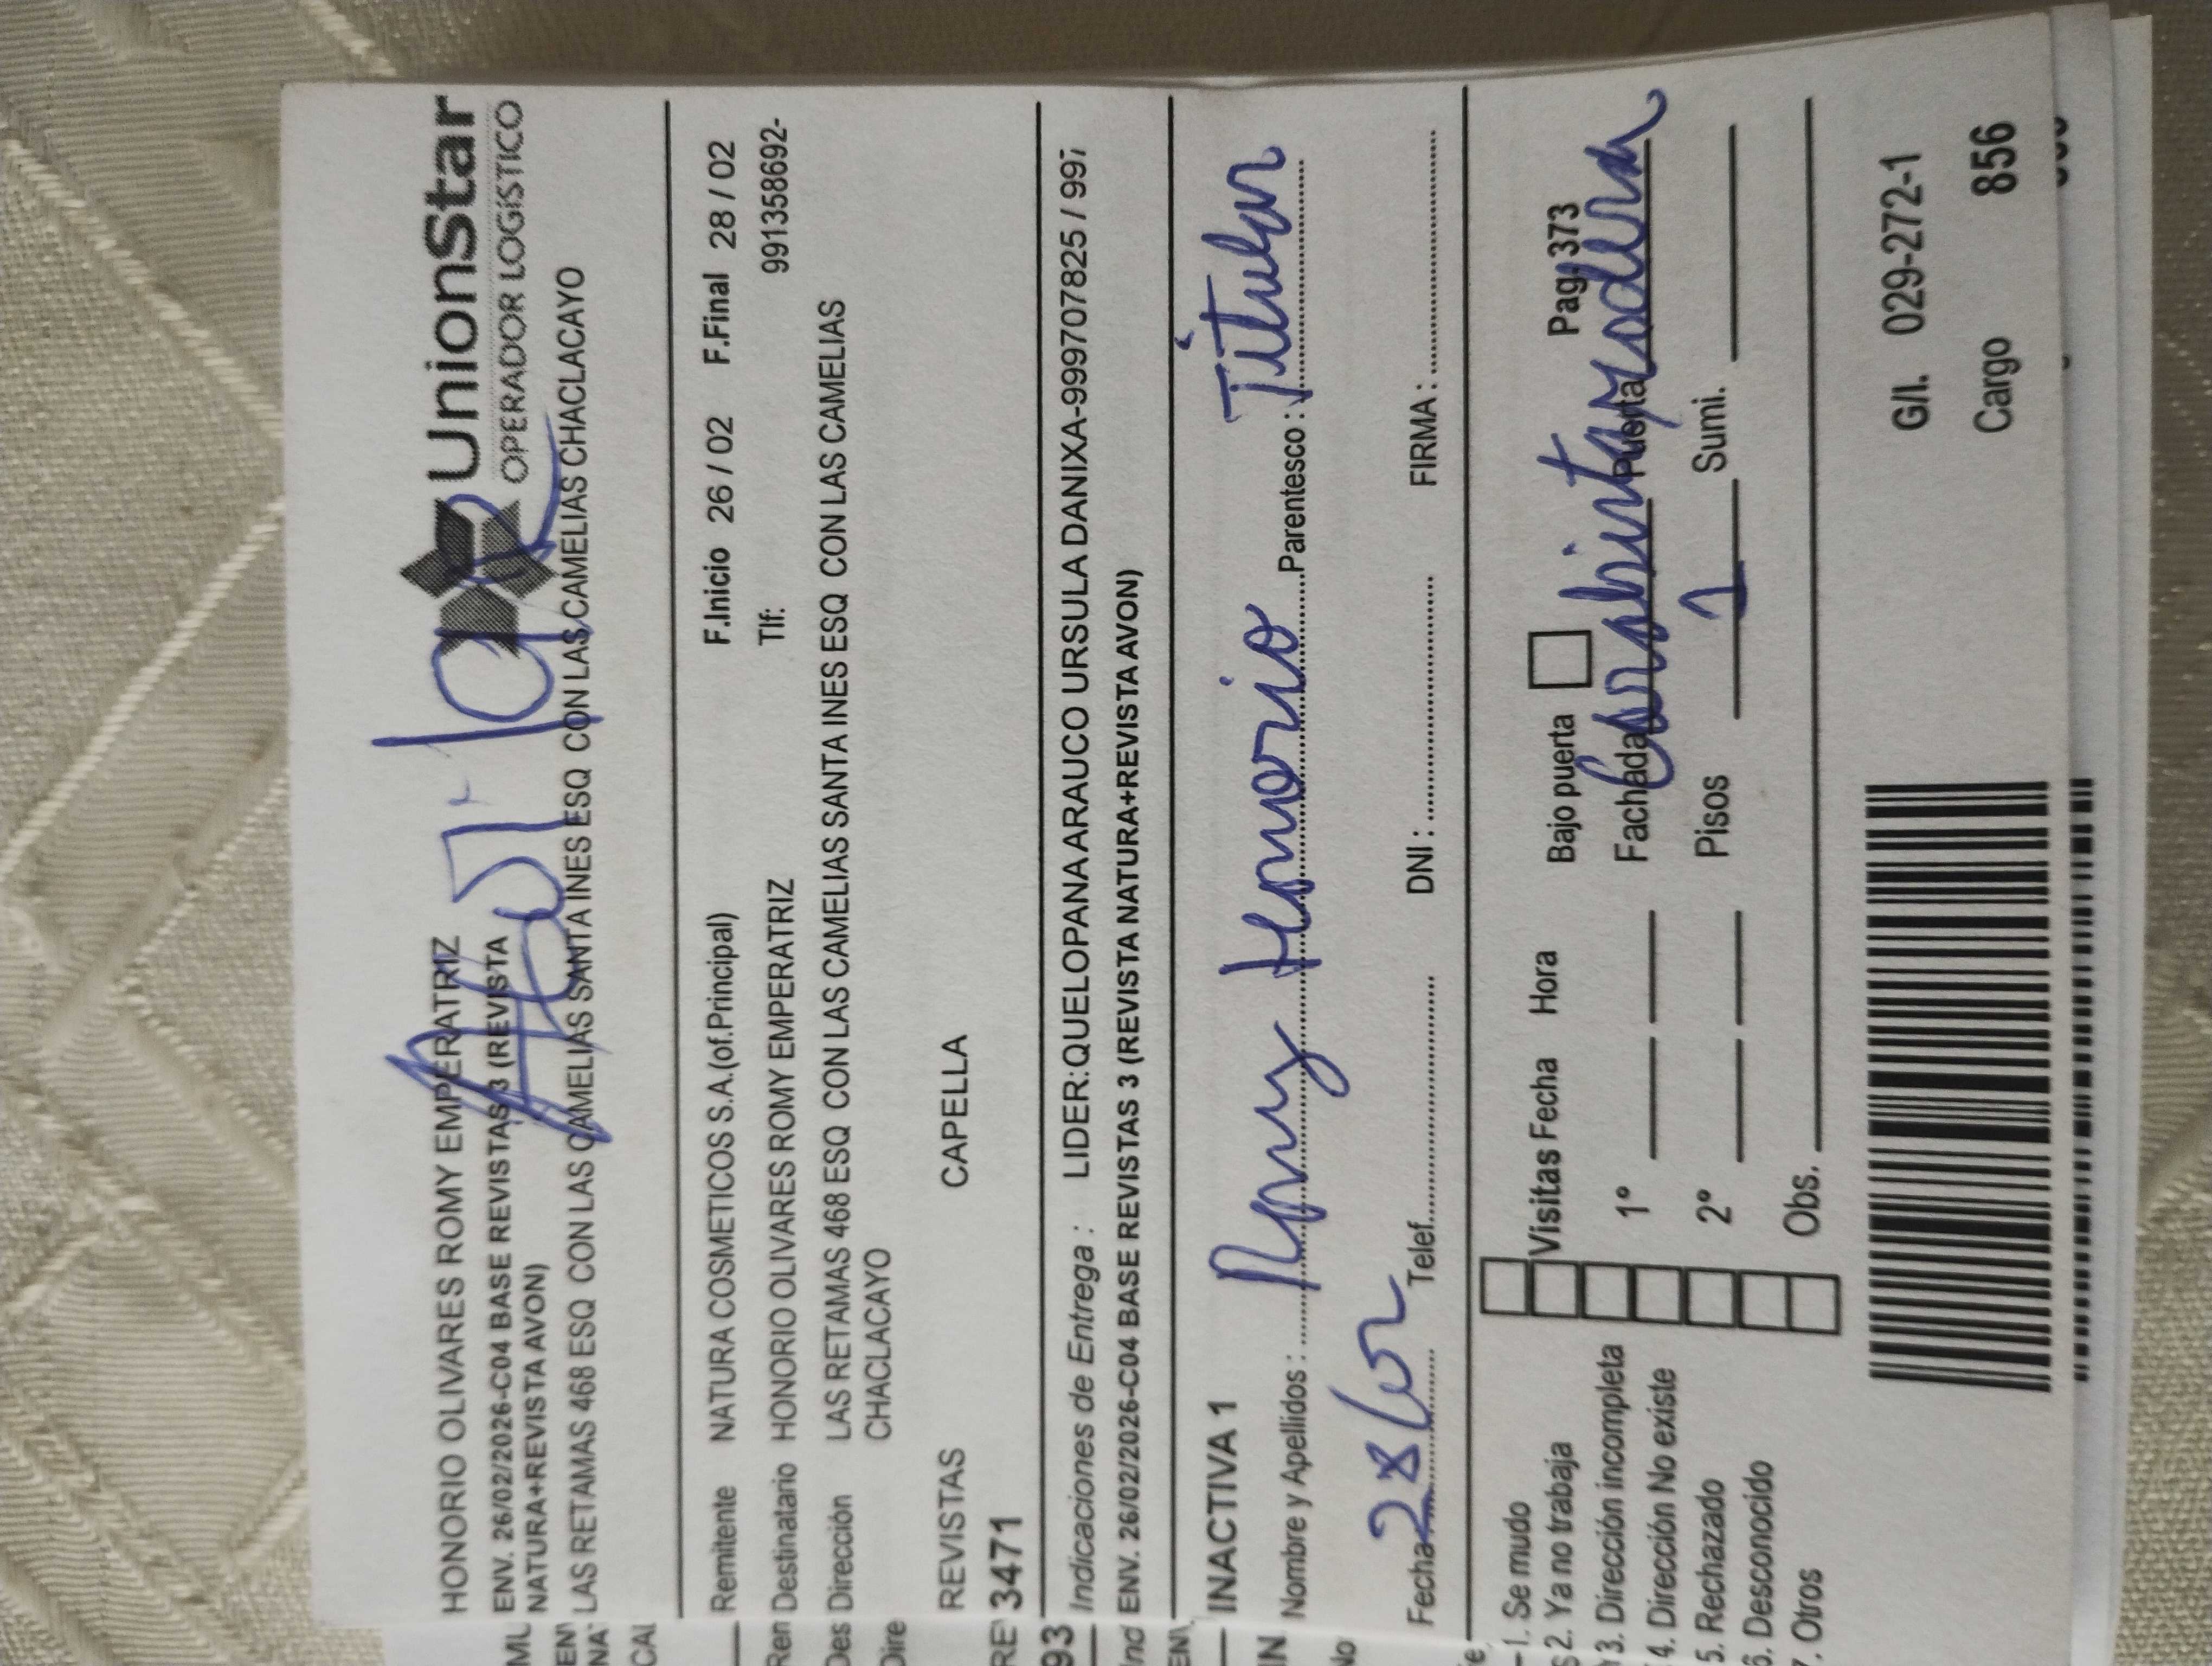 HONORIO OLIVARES ROMY EMPERATRIZ
UnionStar
OPERADOR LOGÍSTICO
ENV. 26/02/2026-C04 BASE REVISTAS 3 (REVISTA
NATURA+REVISTA AVON)
LAS RETAMAS 468 ESQ CON LAS CAMELIAS SANTA INES ESQ CON LAS CAMELIAS CHACLACAYO
F.Inicio 26 / 02 F.Final 28 / 02
Remitente NATURA COSMETICOS S.A.(of.Principal)
Tlf: 991358692-
Destinatario HONORIO OLIVARES ROMY EMPERATRIZ
Dirección LAS RETAMAS 468 ESQ CON LAS CAMELIAS SANTA INES ESQ CON LAS CAMELIAS
CHACLACAYO
REVISTAS CAPELLA
3471
Indicaciones de Entrega : LIDER:QUELOPANA ARAUCO URSULA DANIXA-999707825 / 997
ENV. 26/02/2026-C04 BASE REVISTAS 3 (REVISTA NATURA+REVISTA AVON)
INACTIVA 1
Nombre y Apellidos : Romy Honorio Parentesco : Titular
Fecha 28/02 Telef. DNI : FIRMA :
1. Se mudo
2. Ya no trabaja
3. Dirección incompleta
4. Dirección No existe
5. Rechazado
6. Desconocido
7. Otros
Visitas Fecha Hora Bajo puerta Pag. 373
1º Fachada Puerta
2º Pisos 1 Sumi.
Obs.
G/I. 029-272-1
Cargo 856